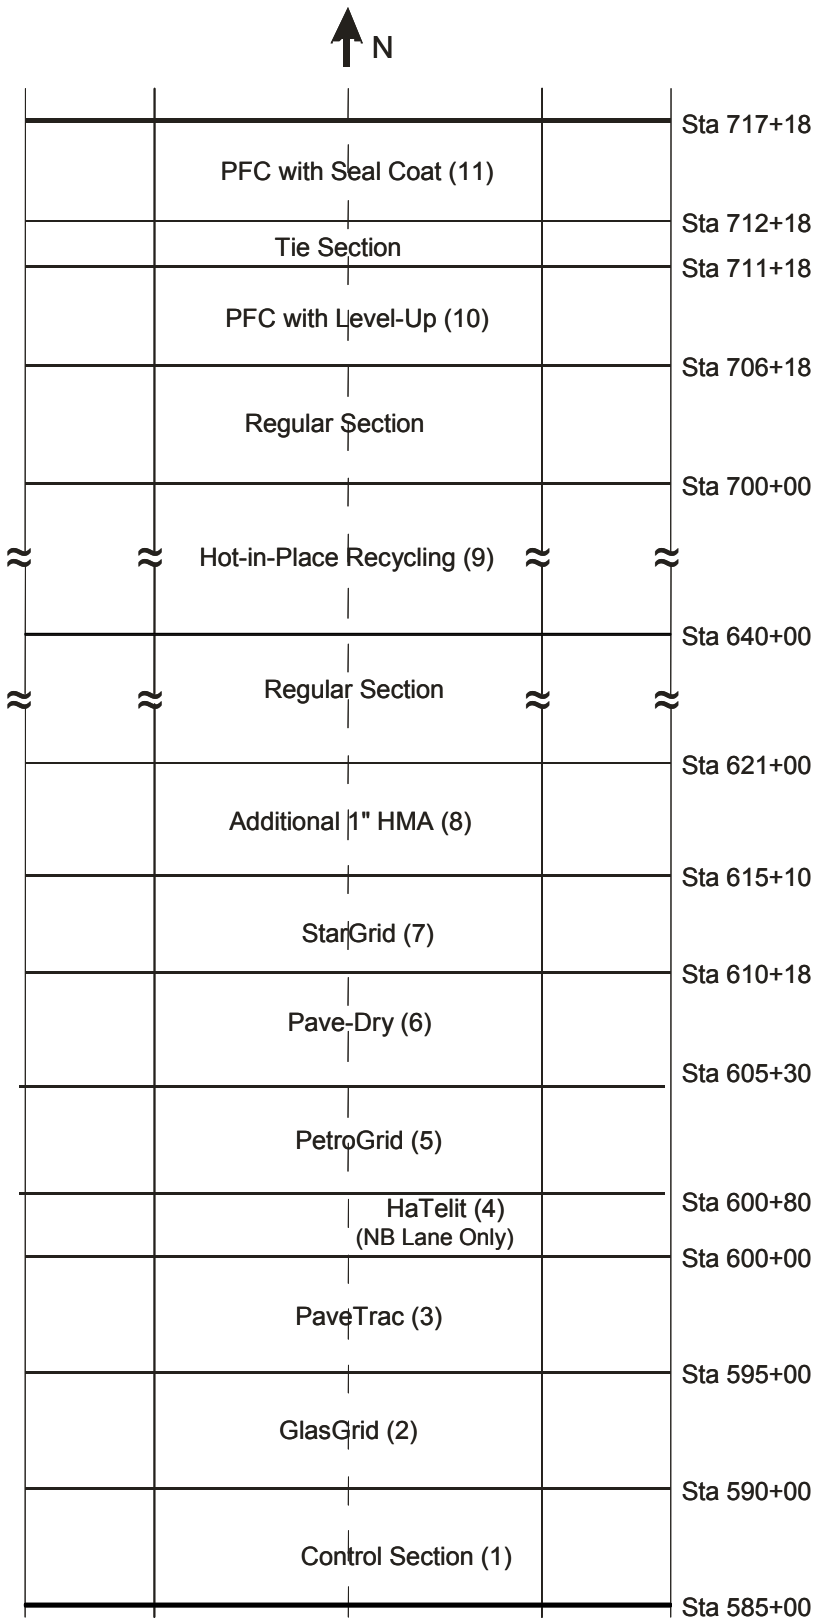 N
Sta 717+18
PFC with Seal Coat (11)
Sta 712+18
Tie Section
Sta 711+18
PFC with Level-Up (10)
Sta 706+18
Regular Section
Sta 700+00
Hot-in-Place Recycling (9)
Sta 640+00
Regular Section
Sta 621+00
Additional 1" HMA (8)
Sta 615+10
StarGrid (7)
Sta 610+18
Pave-Dry (6)
Sta 605+30
PetroGrid (5)
Sta 600+80
HaTelit (4)
(NB Lane Only)
Sta 600+00
PaveTrac (3)
Sta 595+00
GlasGrid (2)
Sta 590+00
Control Section (1)
Sta 585+00